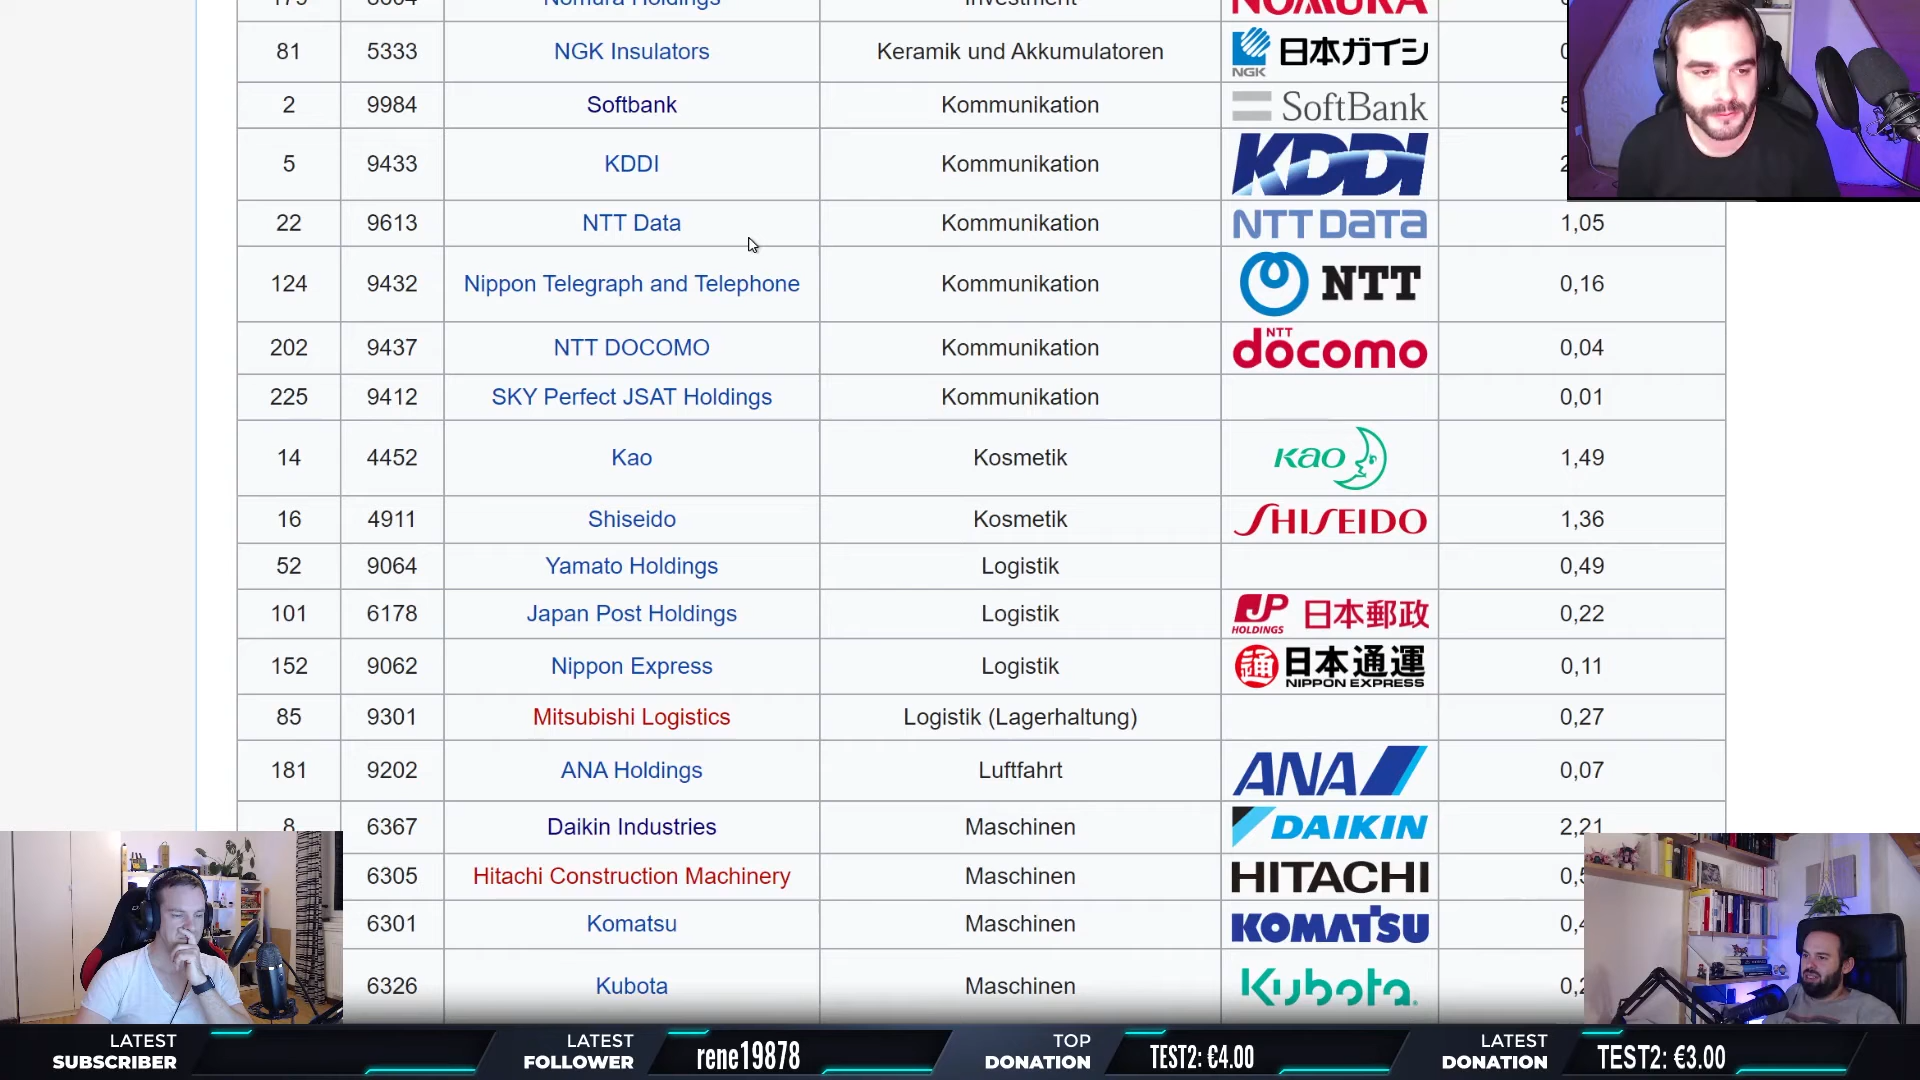 179 8604 Nomura Holdings Investment NOMURA
81 5333 NGK Insulators Keramik und Akkumulatoren NGK 日本ガイシ
2 9984 Softbank Kommunikation SoftBank
5 9433 KDDI Kommunikation KDDI
22 9613 NTT Data Kommunikation NTT DATA 1,05
124 9432 Nippon Telegraph and Telephone Kommunikation NTT 0,16
202 9437 NTT DOCOMO Kommunikation NTT docomo 0,04
225 9412 SKY Perfect JSAT Holdings Kommunikation 0,01
14 4452 Kao Kosmetik Kao 1,49
16 4911 Shiseido Kosmetik SHISEIDO 1,36
52 9064 Yamato Holdings Logistik 0,49
101 6178 Japan Post Holdings Logistik JP HOLDINGS 日本郵政 0,22
152 9062 Nippon Express Logistik 通 日本通運 NIPPON EXPRESS 0,11
85 9301 Mitsubishi Logistics Logistik (Lagerhaltung) 0,27
181 9202 ANA Holdings Luftfahrt ANA 0,07
8 6367 Daikin Industries Maschinen DAIKIN 2,21
6305 Hitachi Construction Machinery Maschinen HITACHI
6301 Komatsu Maschinen KOMATSU
6326 Kubota Maschinen Kubota
LATEST SUBSCRIBER
LATEST FOLLOWER rene19878
TOP DONATION TEST2: €4.00
LATEST DONATION TEST2: €3.00